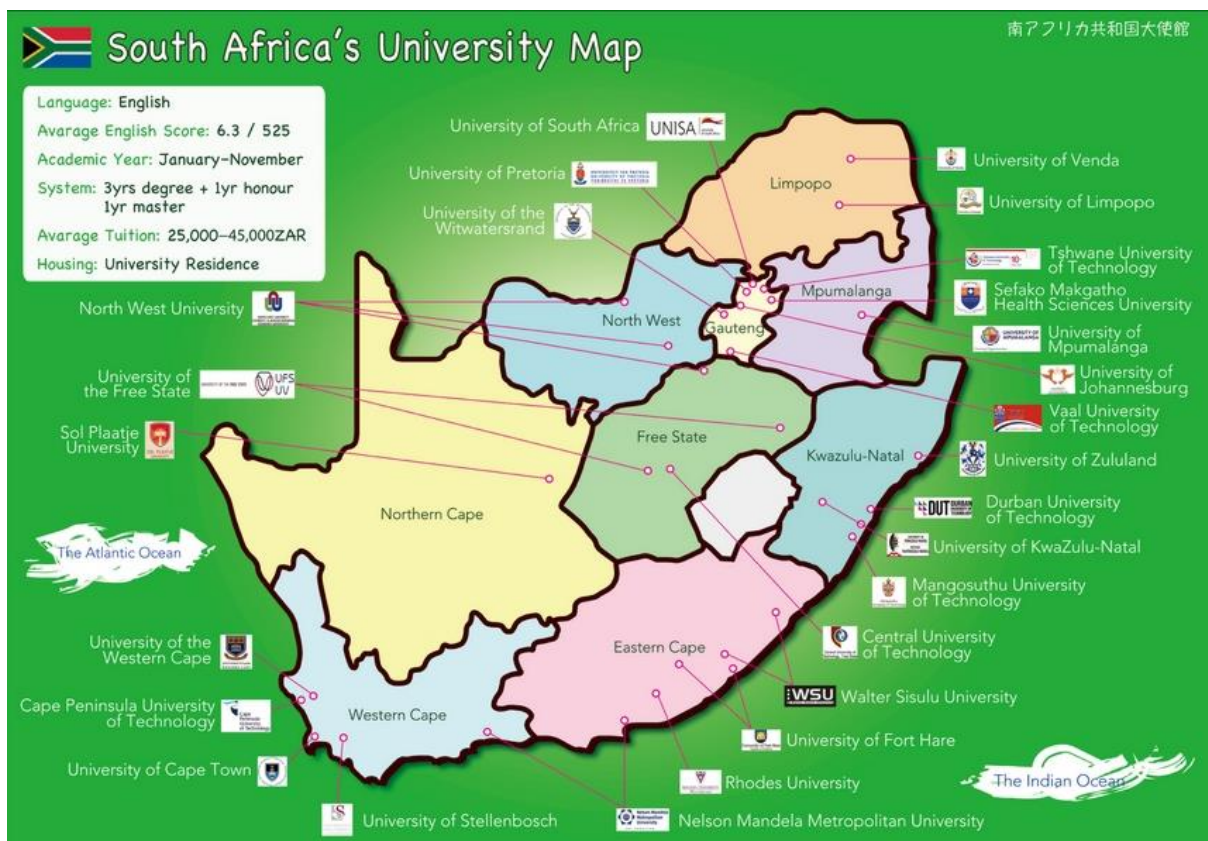 South Africa's University Map
南アフリカ共和国大使館
Language: English
Avarage English Score: 6.3 / 525
Academic Year: January-November
System: 3yrs degree + 1yr honour
1yr master
Avarage Tuition: 25,000-45,000ZAR
Housing: University Residence
University of South Africa
UNISA
University of Pretoria
University of the
Witwatersrand
North West University
University of
the Free State
UFS
UV
Sol Plaatje
University
The Atlantic Ocean
University of the
Western Cape
Cape Peninsula University
of Technology
Cape
Peninsula
University
of Technology
University of Cape Town
University of Stellenbosch
Limpopo
North West
Gauteng
Mpumalanga
Free State
Kwazulu-Natal
Northern Cape
Eastern Cape
Western Cape
University of Venda
University of Limpopo
Tshwane University
of Technology
Sefako Makgatho
Health Sciences University
University of
Mpumalanga
University of
Johannesburg
Vaal University
of Technology
University of Zululand
DUT
Durban University
of Technology
University of KwaZulu-Natal
Mangosuthu University
of Technology
Central University
of Technology
WSU
Walter Sisulu University
University of Fort Hare
Rhodes University
Nelson Mandela Metropolitan University
The Indian Ocean